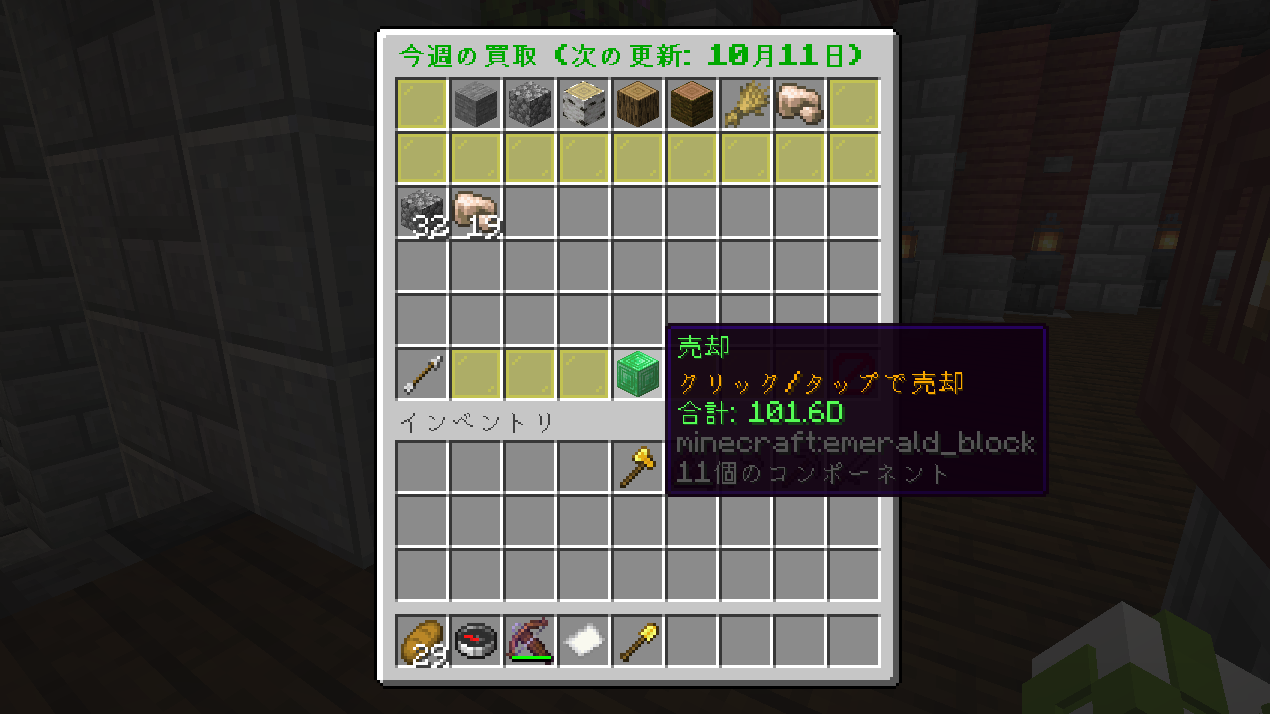 今週の買取 (次の更新: 10月11日)
32
19
売却
クリック/タップで売却
合計: 101.6D
minecraft:emerald_block
11個のコンポーネント
インベントリ
29